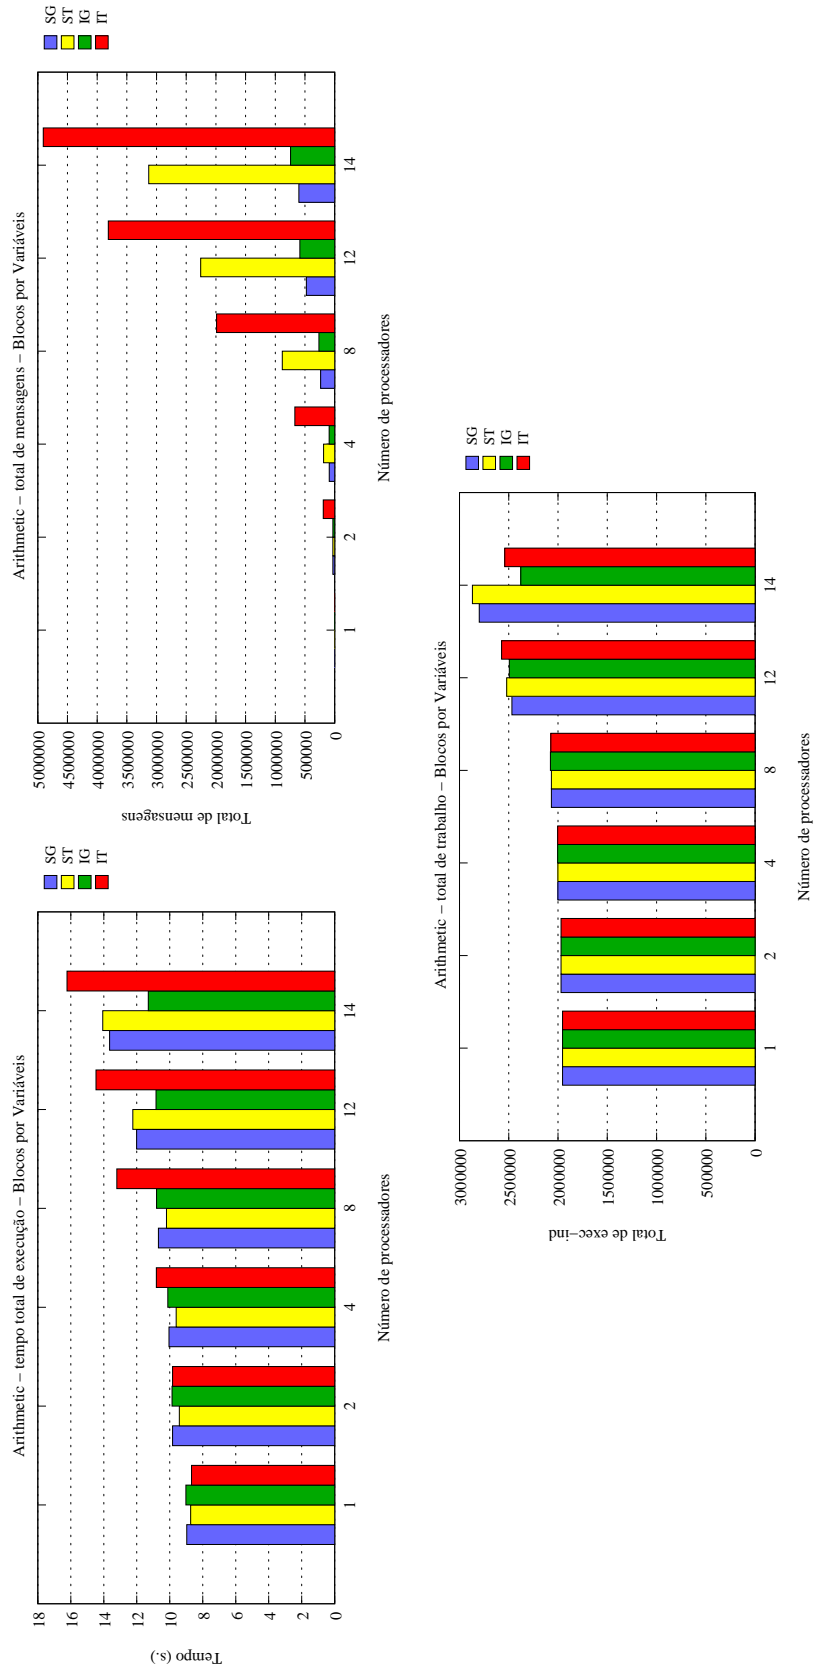 Arithmetic – tempo total de execução – Blocos por Variáveis
SG
ST
IG
IT
Tempo (s.)
18
16
14
12
10
8
6
4
2
0
1
2
4
8
12
14
Número de processadores
Arithmetic – total de mensagens – Blocos por Variáveis
SG
ST
IG
IT
Total de mensagens
5000000
4500000
4000000
3500000
3000000
2500000
2000000
1500000
1000000
500000
0
1
2
4
8
12
14
Número de processadores
Arithmetic – total de trabalho – Blocos por Variáveis
SG
ST
IG
IT
Total de exec–ind
3000000
2500000
2000000
1500000
1000000
500000
0
1
2
4
8
12
14
Número de processadores